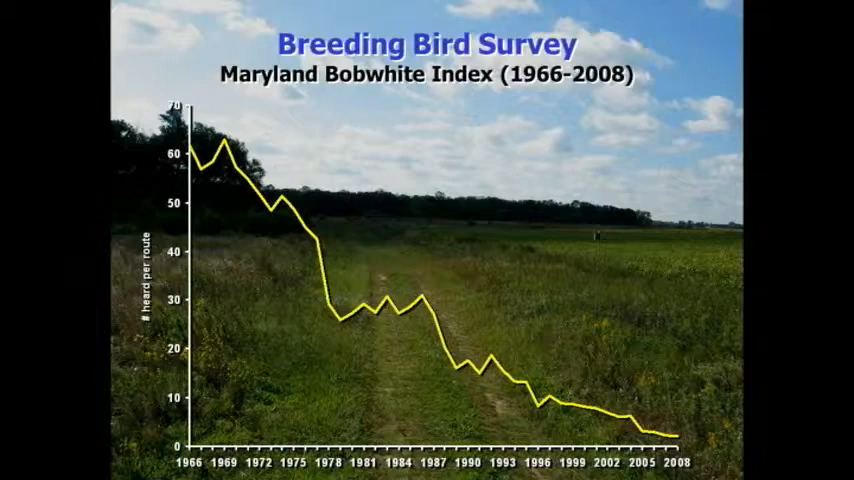 Breeding Bird Survey
Maryland Bobwhite Index (1966-2008)
70
60
50
40
30
20
10
0
# heard per route
1966 1969 1972 1975 1978 1981 1984 1987 1990 1993 1996 1999 2002 2005 2008